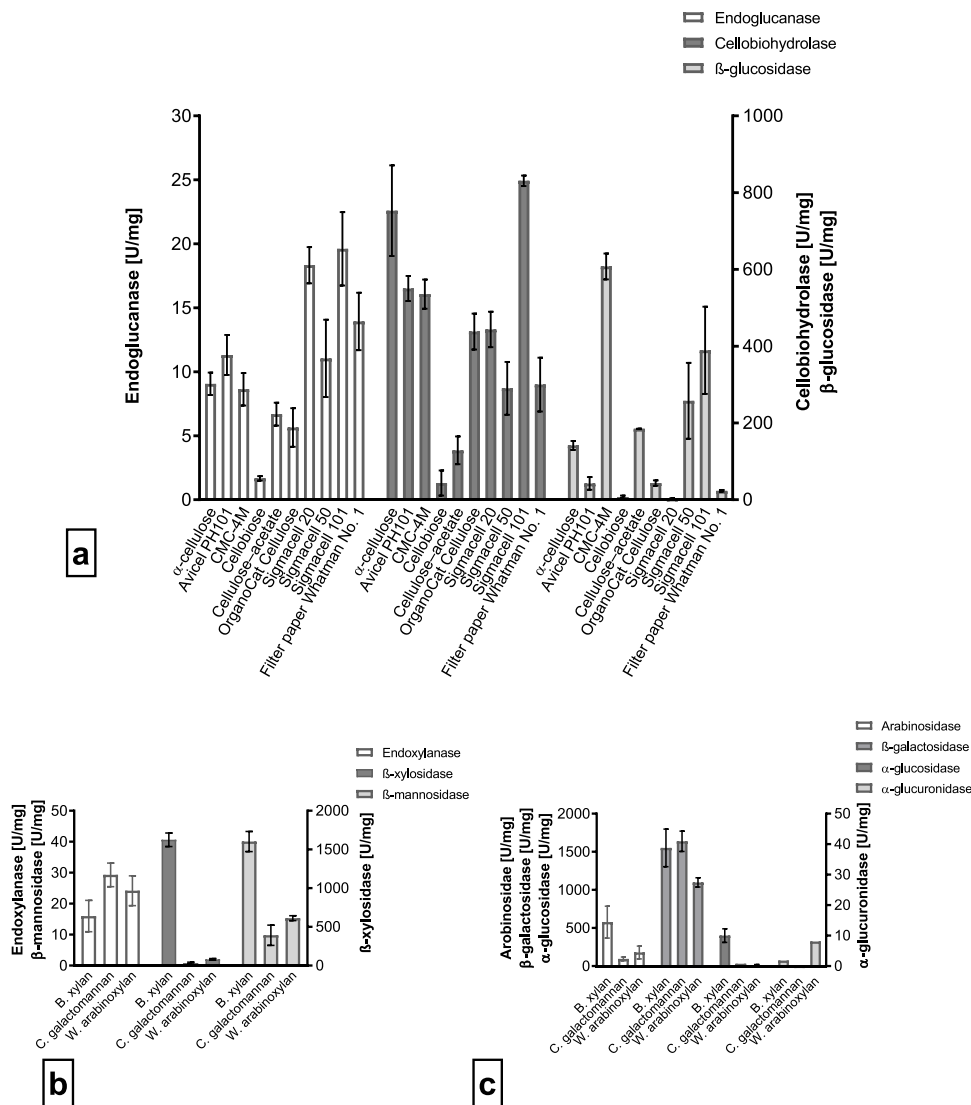 Endoglucanase
Cellobiohydrolase
ß-glucosidase
30
25
20
15
10
5
0
Endoglucanase [U/mg]
1000
800
600
400
200
0
Cellobiohydrolase [U/mg]
β-glucosidase [U/mg]
α-cellulose
Avicel PH101
CMC-4M
Cellobiose
Cellulose-acetate
OrganoCat Cellulose
Sigmacell 20
Sigmacell 50
Sigmacell 101
Filter paper Whatman No. 1
α-cellulose
Avicel PH101
CMC-4M
Cellobiose
Cellulose-acetate
OrganoCat Cellulose
Sigmacell 20
Sigmacell 50
Sigmacell 101
Filter paper Whatman No. 1
α-cellulose
Avicel PH101
CMC-4M
Cellobiose
Cellulose-acetate
OrganoCat Cellulose
Sigmacell 20
Sigmacell 50
Sigmacell 101
Filter paper Whatman No. 1
a
Endoxylanase
ß-xylosidase
ß-mannosidase
50
40
30
20
10
0
Endoxylanase [U/mg]
β-mannosidase [U/mg]
2000
1500
1000
500
0
ß-xylosidase [U/mg]
B. xylan
C. galactomannan
W. arabinoxylan
B. xylan
C. galactomannan
W. arabinoxylan
B. xylan
C. galactomannan
W. arabinoxylan
b
Arabinosidase
ß-galactosidase
α-glucosidase
α-glucuronidase
2000
1500
1000
500
0
Arobinosidae [U/mg]
β-galactosidase [U/mg]
α-glucosidase [U/mg]
50
40
30
20
10
0
α-glucuronidase [U/mg]
B. xylan
C. galactomannan
W. arabinoxylan
B. xylan
C. galactomannan
W. arabinoxylan
B. xylan
C. galactomannan
W. arabinoxylan
B. xylan
C. galactomannan
W. arabinoxylan
c